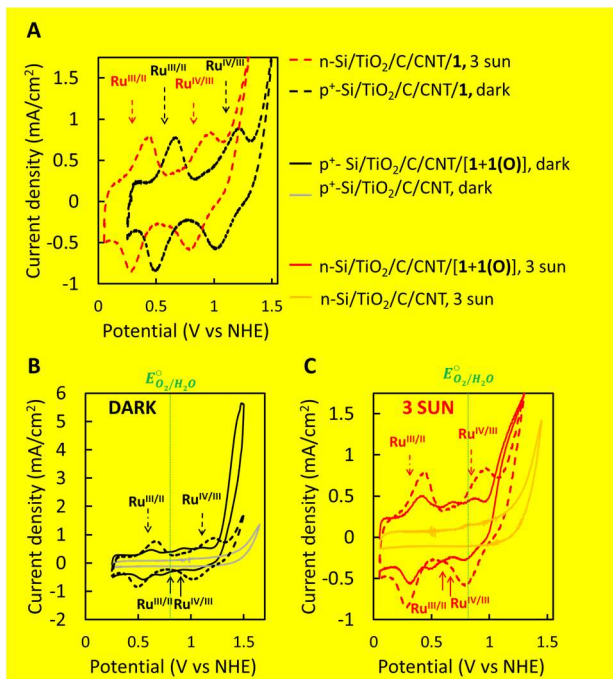 A
Ru^III/II
Ru^III/II
Ru^IV/III
Ru^IV/III
Current density (mA/cm²)
1.5
1
0.5
0
-0.5
-1
0 0.5 1 1.5
Potential (V vs NHE)
n-Si/TiO₂/C/CNT/1, 3 sun
p⁺-Si/TiO₂/C/CNT/1, dark
p⁺- Si/TiO₂/C/CNT/[1+1(O)], dark
p⁺-Si/TiO₂/C/CNT, dark
n-Si/TiO₂/C/CNT/[1+1(O)], 3 sun
n-Si/TiO₂/C/CNT, 3 sun
B
E°O₂/H₂O
DARK
Ru^III/II
Ru^IV/III
Current density (mA/cm²)
6
5
4
3
2
1
0
-1
-2
Ru^III/II
Ru^IV/III
0 0.5 1 1.5
Potential (V vs NHE)
C
E°O₂/H₂O
3 SUN
Ru^III/II
Ru^IV/III
Current density (mA/cm²)
1.5
1
0.5
0
-0.5
-1
Ru^III/II
Ru^IV/III
0 0.5 1 1.5
Potential (V vs NHE)